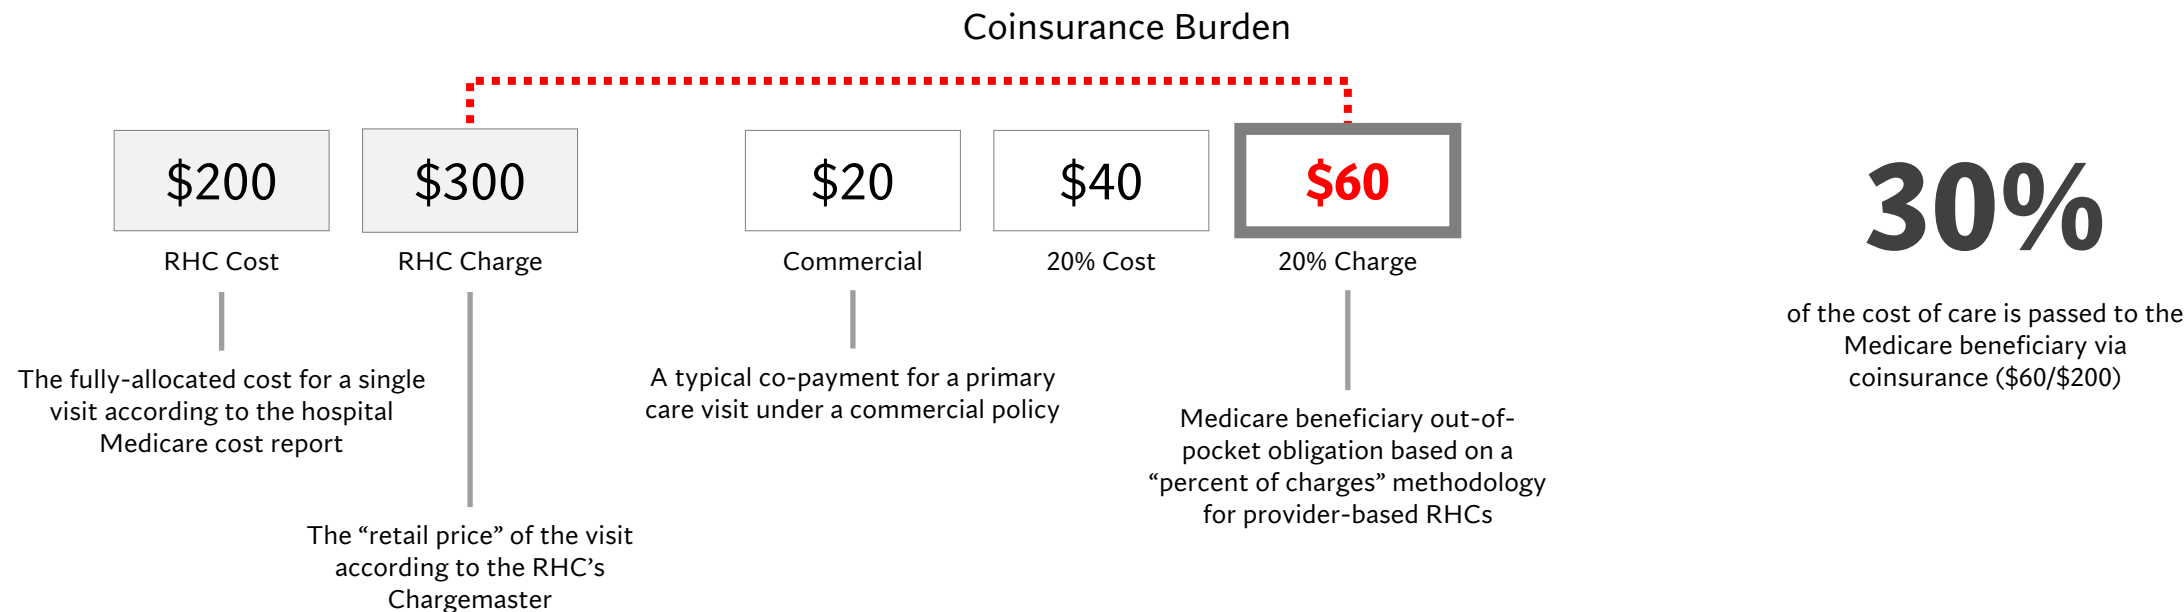 Coinsurance Burden
$200
$300
$20
$40
$60
30%
RHC Cost
RHC Charge
Commercial
20% Cost
20% Charge
The fully-allocated cost for a single
visit according to the hospital
Medicare cost report
The “retail price” of the visit
according to the RHC’s
Chargemaster
A typical co-payment for a primary
care visit under a commercial policy
Medicare beneficiary out-of-
pocket obligation based on a
“percent of charges” methodology
for provider-based RHCs
of the cost of care is passed to the
Medicare beneficiary via
coinsurance ($60/$200)